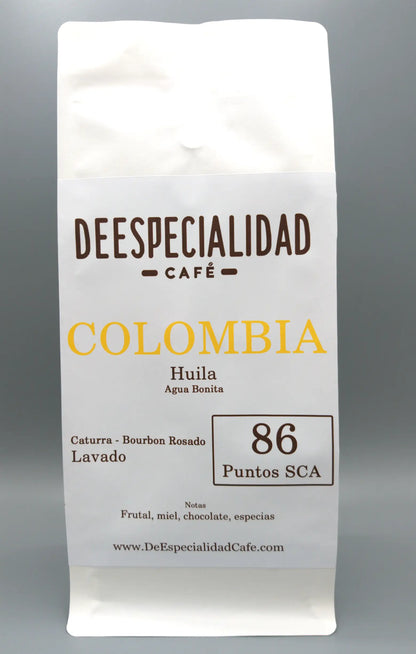 DEESPECIALIDAD
CAFÉ
COLOMBIA
Huila
Agua Bonita
Caturra - Bourbon Rosado
Lavado
86
Puntos SCA
Notas
Frutal, miel, chocolate, especias
www.DeEspecialidadCafe.com